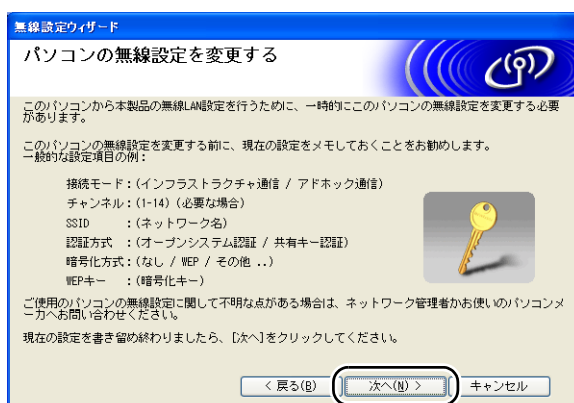 無線設定ウィザード
パソコンの無線設定を変更する
このパソコンから本製品の無線LAN設定を行うために、一時的にこのパソコンの無線設定を変更する必要
があります。
このパソコンの無線設定を変更する前に、現在の設定をメモしておくことをお勧めします。
一般的な設定項目の例:
接続モード:(インフラストラクチャ通信 / アドホック通信)
チャンネル:(1-14) (必要な場合)
SSID :(ネットワーク名)
認証方式 :(オープンシステム認証 / 共有キー認証)
暗号化方式:(なし / WEP / その他 ..)
WEPキー :(暗号化キー)
ご使用のパソコンの無線設定に関して不明な点がある場合は、ネットワーク管理者かお使いのパソコンメ
ーカへお問い合わせください。
現在の設定を書き留め終わりましたら、[次へ]をクリックしてください。
< 戻る(B) 次へ(N) > キャンセル